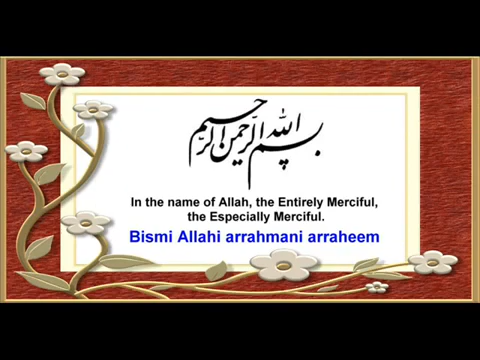 بسم الله الرحمن الرحيم
In the name of Allah, the Entirely Merciful,
the Especially Merciful.
Bismi Allahi arrahmani arraheem